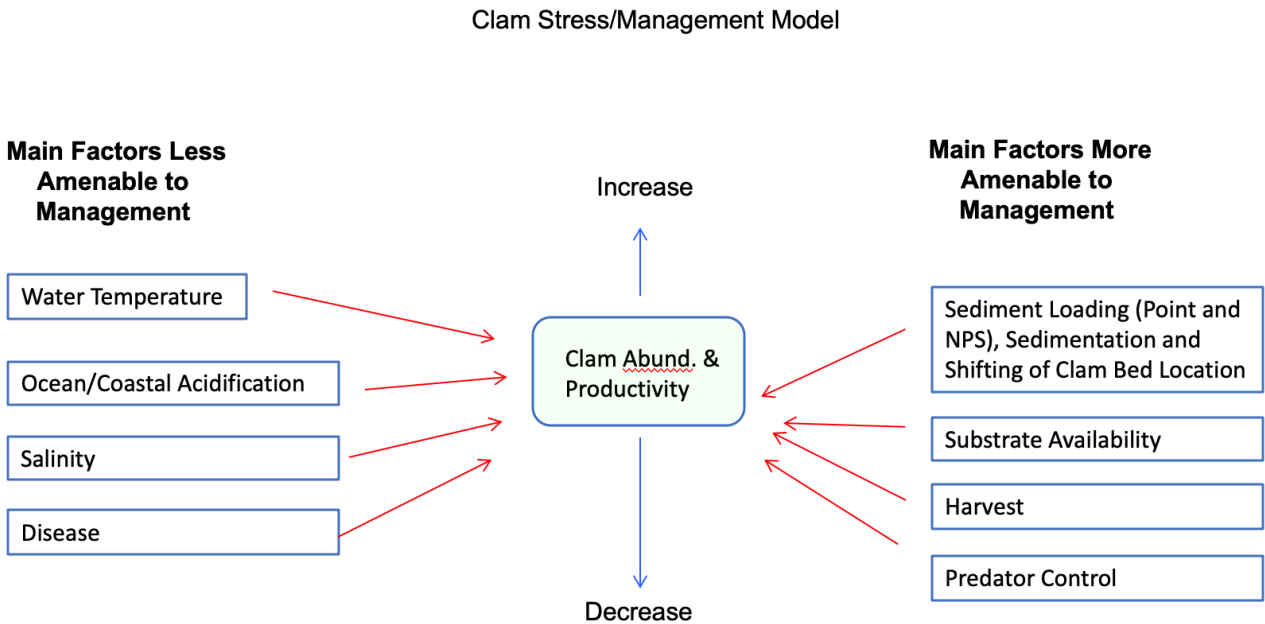 Clam Stress/Management Model
Main Factors Less
Amenable to
Management
Water Temperature
Ocean/Coastal Acidification
Salinity
Disease
Increase
Clam Abund. &
Productivity
Decrease
Main Factors More
Amenable to
Management
Sediment Loading (Point and
NPS), Sedimentation and
Shifting of Clam Bed Location
Substrate Availability
Harvest
Predator Control